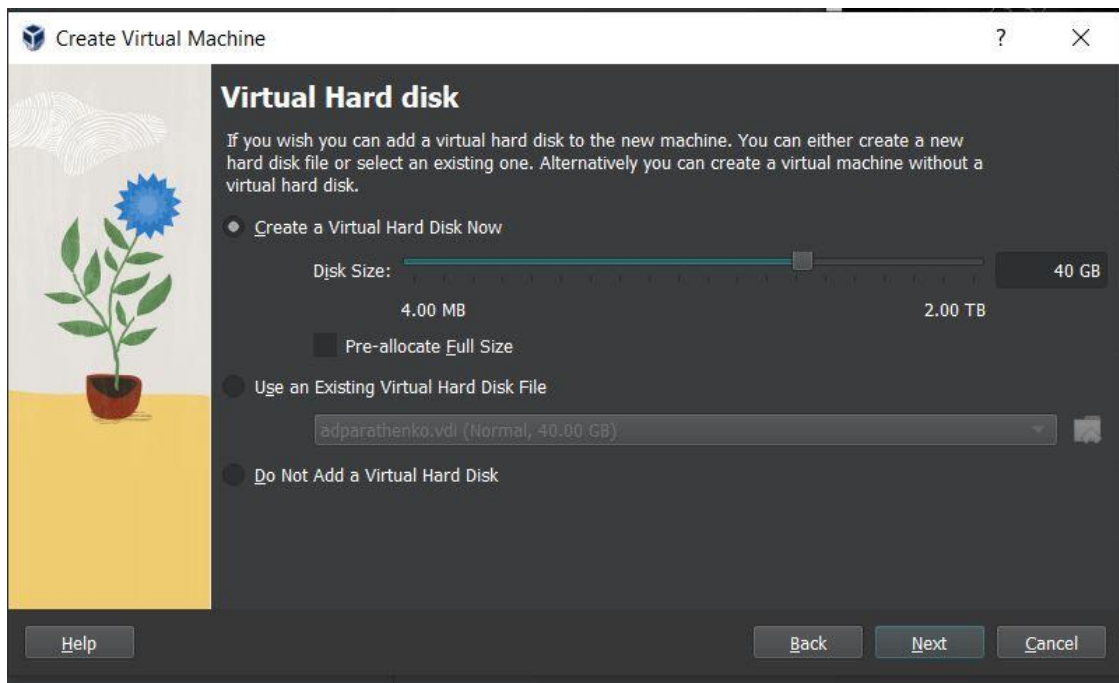 Create Virtual Machine
?
Virtual Hard disk
If you wish you can add a virtual hard disk to the new machine. You can either create a new
hard disk file or select an existing one. Alternatively you can create a virtual machine without a
virtual hard disk.
Create a Virtual Hard Disk Now
Disk Size:
40 GB
4.00 MB
2.00 TB
Pre-allocate Full Size
Use an Existing Virtual Hard Disk File
adparathenko.vdi (Normal, 40.00 GB)
Do Not Add a Virtual Hard Disk
Help
Back
Next
Cancel